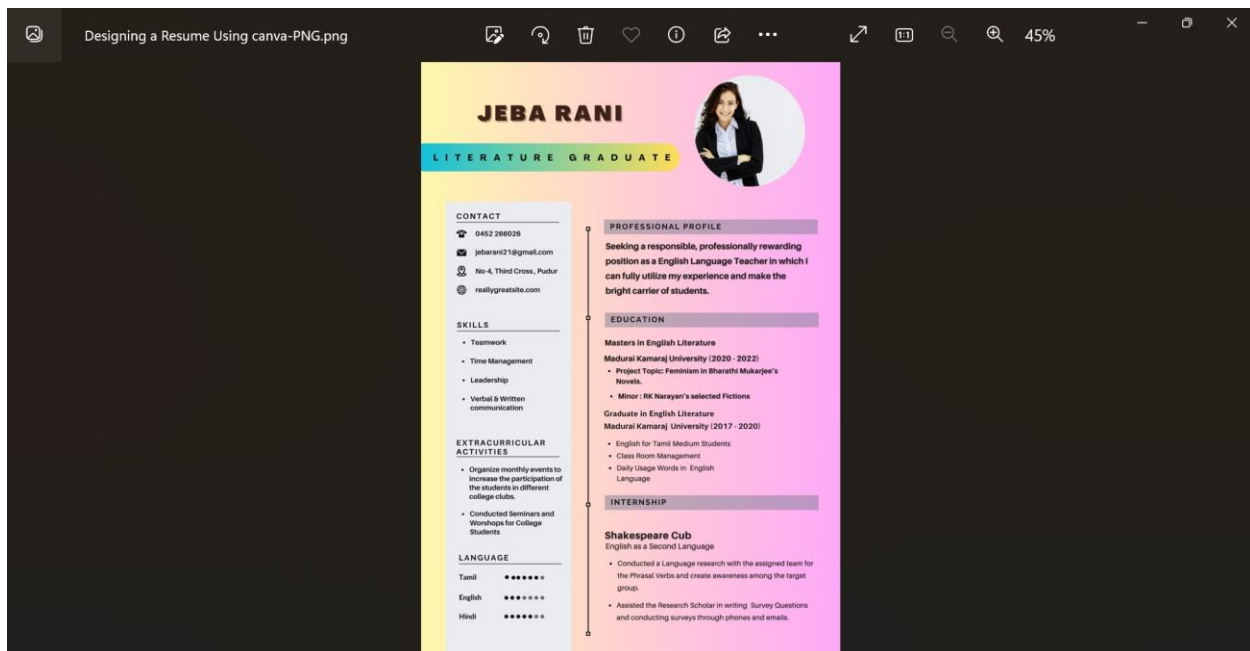 Designing a Resume Using canva-PNG.png
1:1
45%
JEBA RANI
LITERATURE GRADUATE
CONTACT
0452 266026
jebarani21@gmail.com
No-4, Third Cross, Pudur
reallygreatsite.com
SKILLS
• Teamwork
• Time Management
• Leadership
• Verbal & Written
communication
EXTRACURRICULAR
ACTIVITIES
• Organize monthly events to
increase the participation of
the students in different
college clubs.
• Conducted Seminars and
Worshops for College
Students
LANGUAGE
Tamil
English
Hindi
PROFESSIONAL PROFILE
Seeking a responsible, professionally rewarding
position as a English Language Teacher in which I
can fully utilize my experience and make the
bright carrier of students.
EDUCATION
Masters in English Literature
Madurai Kamaraj University (2020 - 2022)
• Project Topic: Feminism in Bharathi Mukarjee's
Novels.
• Minor : RK Narayan's selected Fictions
Graduate in English Literature
Madurai Kamaraj University (2017 - 2020)
• English for Tamil Medium Students
• Class Room Management
• Daily Usage Words in English
Language
INTERNSHIP
Shakespeare Cub
English as a Second Language
• Conducted a Language research with the assigned team for
the Phrasal Verbs and create awareness among the target
group.
• Assisted the Research Scholar in writing Survey Questions
and conducting surveys through phones and emails.